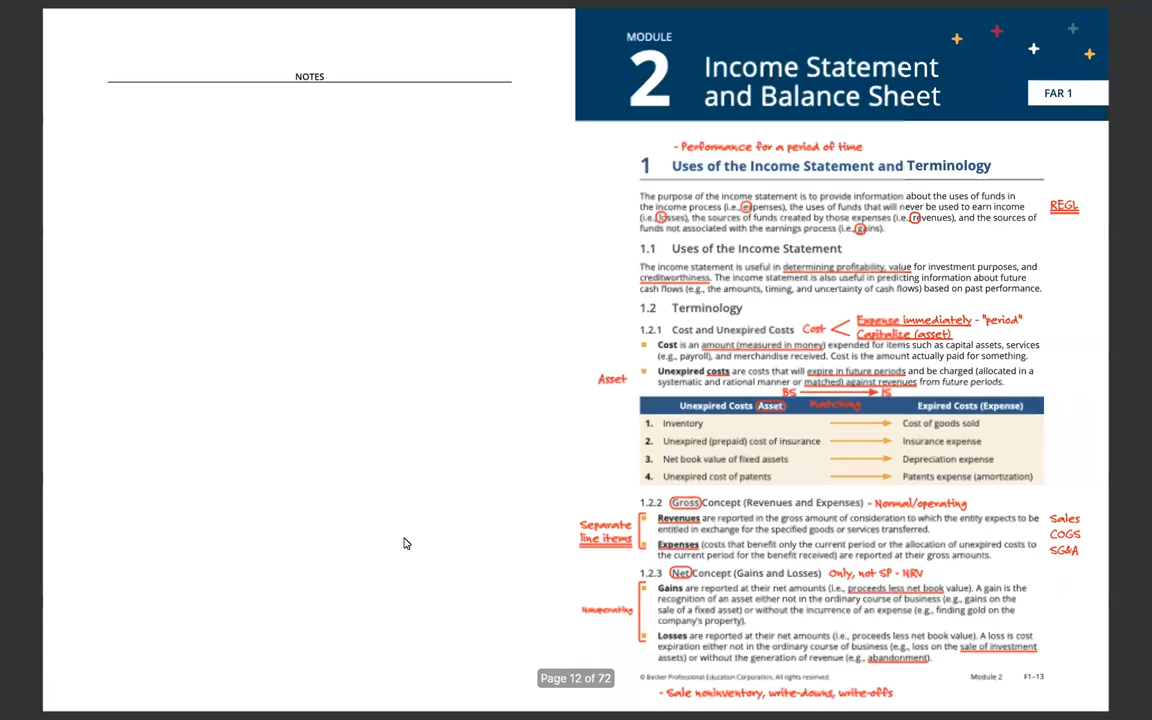 NOTES
MODULE
2
Income Statement
and Balance Sheet
FAR 1
- Performance for a period of time
1 Uses of the Income Statement and Terminology
The purpose of the income statement is to provide information about the uses of funds in
the income process (i.e., expenses), the uses of funds that will never be used to earn income
(i.e., losses), the sources of funds created by those expenses (i.e., revenues), and the sources of
funds not associated with the earnings process (i.e., gains).
REGL
1.1 Uses of the Income Statement
The income statement is useful in determining profitability, value for investment purposes, and
creditworthiness. The income statement is also useful in predicting information about future
cash flows (e.g., the amounts, timing, and uncertainty of cash flows) based on past performance.
1.2 Terminology
1.2.1 Cost and Unexpired Costs Cost
Expense immediately - "period"
Capitalize (asset)
Cost is an amount (measured in money) expended for items such as capital assets, services
(e.g., payroll), and merchandise received. Cost is the amount actually paid for something.
Asset
Unexpired costs are costs that will expire in future periods and be charged (allocated in a
systematic and rational manner or matched) against revenues from future periods.
BS IS
Unexpired Costs (Asset) Matching Expired Costs (Expense)
1. Inventory Cost of goods sold
2. Unexpired (prepaid) cost of insurance Insurance expense
3. Net book value of fixed assets Depreciation expense
4. Unexpired cost of patents Patents expense (amortization)
1.2.2 Gross Concept (Revenues and Expenses) - Normal/operating
Separate
line items
Revenues are reported in the gross amount of consideration to which the entity expects to be
entitled in exchange for the specified goods or services transferred.
Expenses (costs that benefit only the current period or the allocation of unexpired costs to
the current period for the benefit received) are reported at their gross amounts.
Sales
COGS
SG&A
1.2.3 Net Concept (Gains and Losses) Only, not SP - NRV
Nonoperating
Gains are reported at their net amounts (i.e., proceeds less net book value). A gain is the
recognition of an asset either not in the ordinary course of business (e.g., gains on the
sale of a fixed asset) or without the incurrence of an expense (e.g., finding gold on the
company's property).
Losses are reported at their net amounts (i.e., proceeds less net book value). A loss is cost
expiration either not in the ordinary course of business (e.g., loss on the sale of investment
assets) or without the generation of revenue (e.g., abandonment).
Page 12 of 72
© Becker Professional Education Corporation. All rights reserved. Module 2 F1–13
- Sale noninventory, write-downs, write-offs